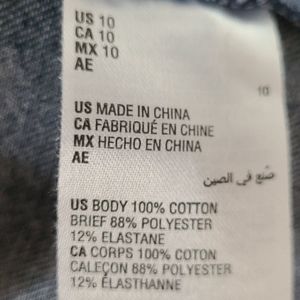 US 10
CA 10
MX 10
AE
10
US MADE IN CHINA
CA FABRIQUÉ EN CHINE
MX HECHO EN CHINA
AE
صُنع في الصين
US BODY 100% COTTON
BRIEF 88% POLYESTER
12% ELASTANE
CA CORPS 100% COTON
CALEÇON 88% POLYESTER
12% ÉLASTHANNE